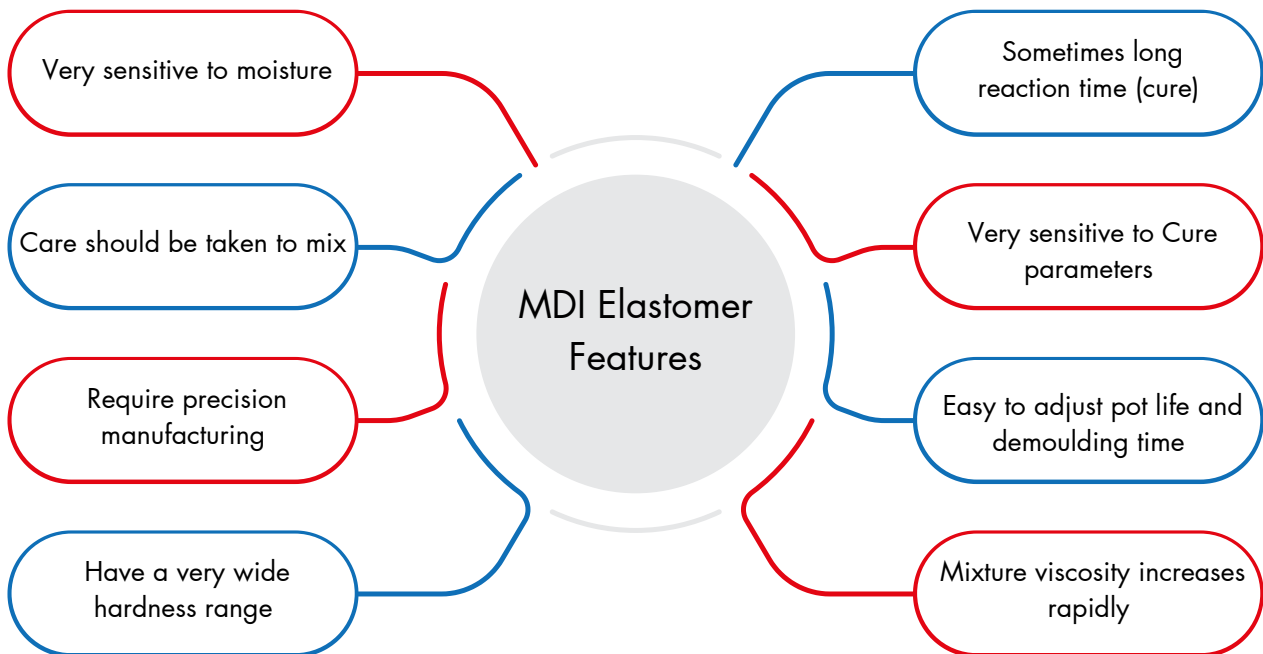 Very sensitive to moisture
Care should be taken to mix
Require precision
manufacturing
Have a very wide
hardness range
MDI Elastomer
Features
Sometimes long
reaction time (cure)
Very sensitive to Cure
parameters
Easy to adjust pot life and
demoulding time
Mixture viscosity increases
rapidly